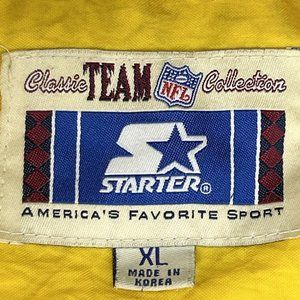 Classic TEAM NFL Collection
STARTER®
AMERICA'S FAVORITE SPORT
XL
MADE IN
KOREA